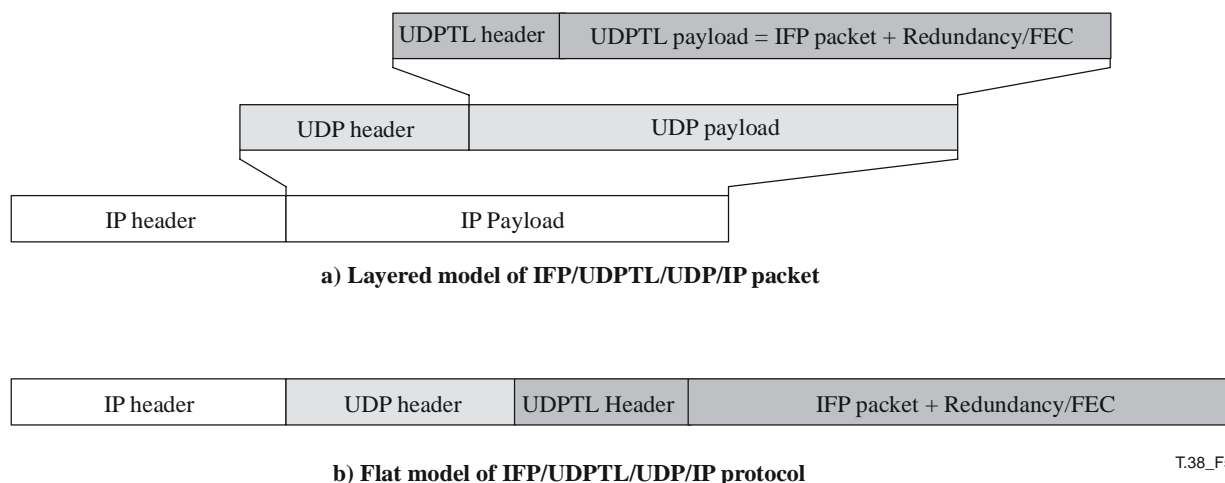 UDPTL header
UDPTL payload = IFP packet + Redundancy/FEC
UDP header
UDP payload
IP header
IP Payload
a) Layered model of IFP/UDPTL/UDP/IP packet
IP header
UDP header
UDPTL Header
IFP packet + Redundancy/FEC
b) Flat model of IFP/UDPTL/UDP/IP protocol